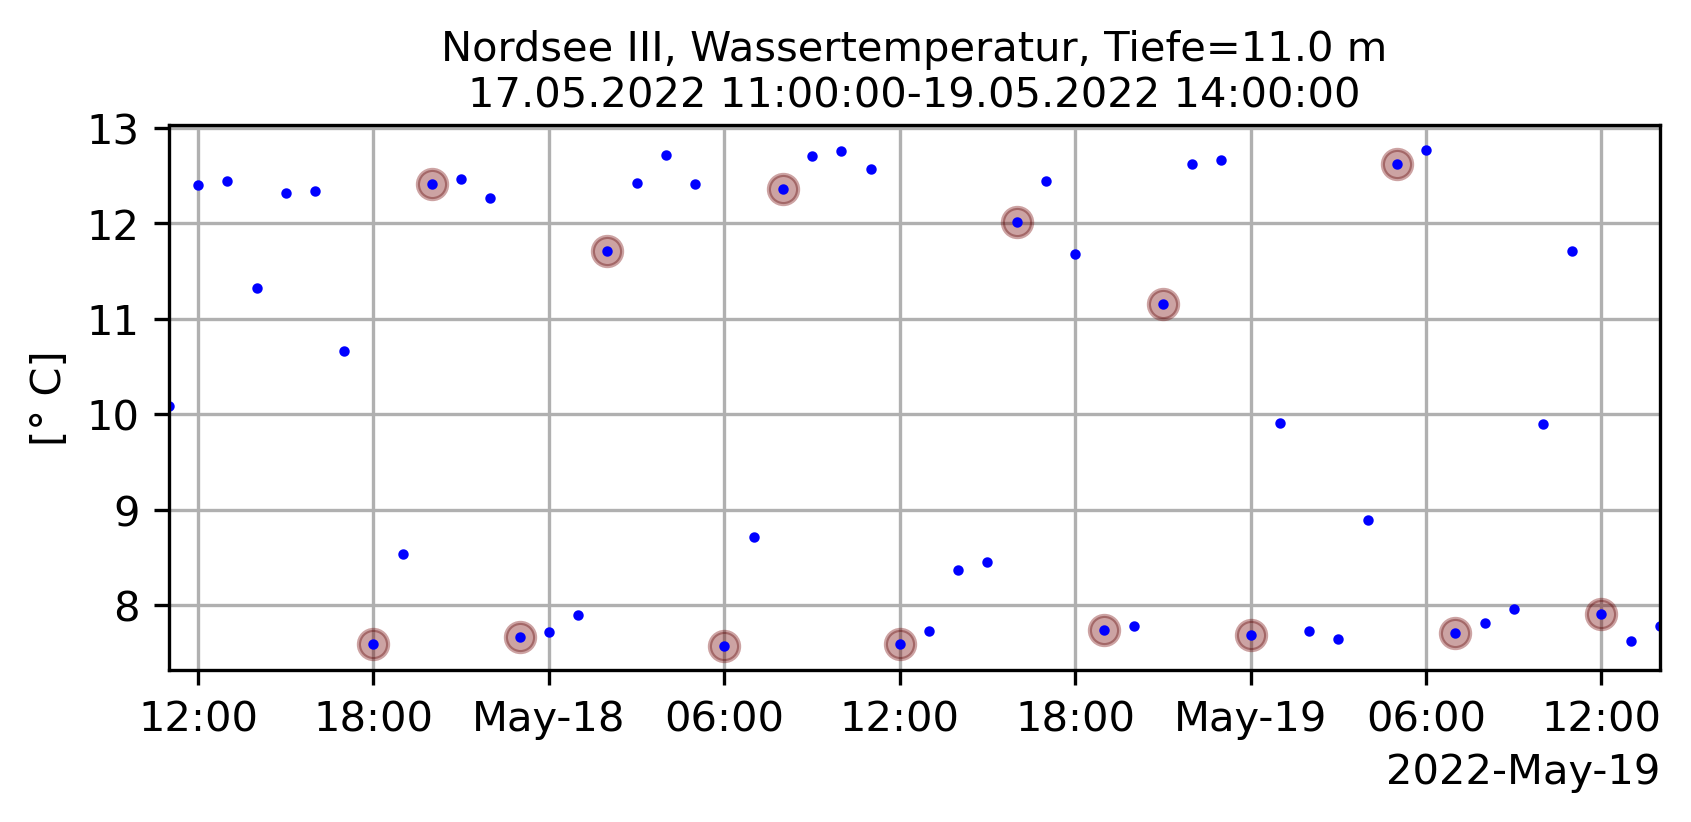 Nordsee III, Wassertemperatur, Tiefe=11.0 m
17.05.2022 11:00:00-19.05.2022 14:00:00
13
12
11
10
9
8
[° C]
12:00 18:00 May-18 06:00 12:00 18:00 May-19 06:00 12:00
2022-May-19